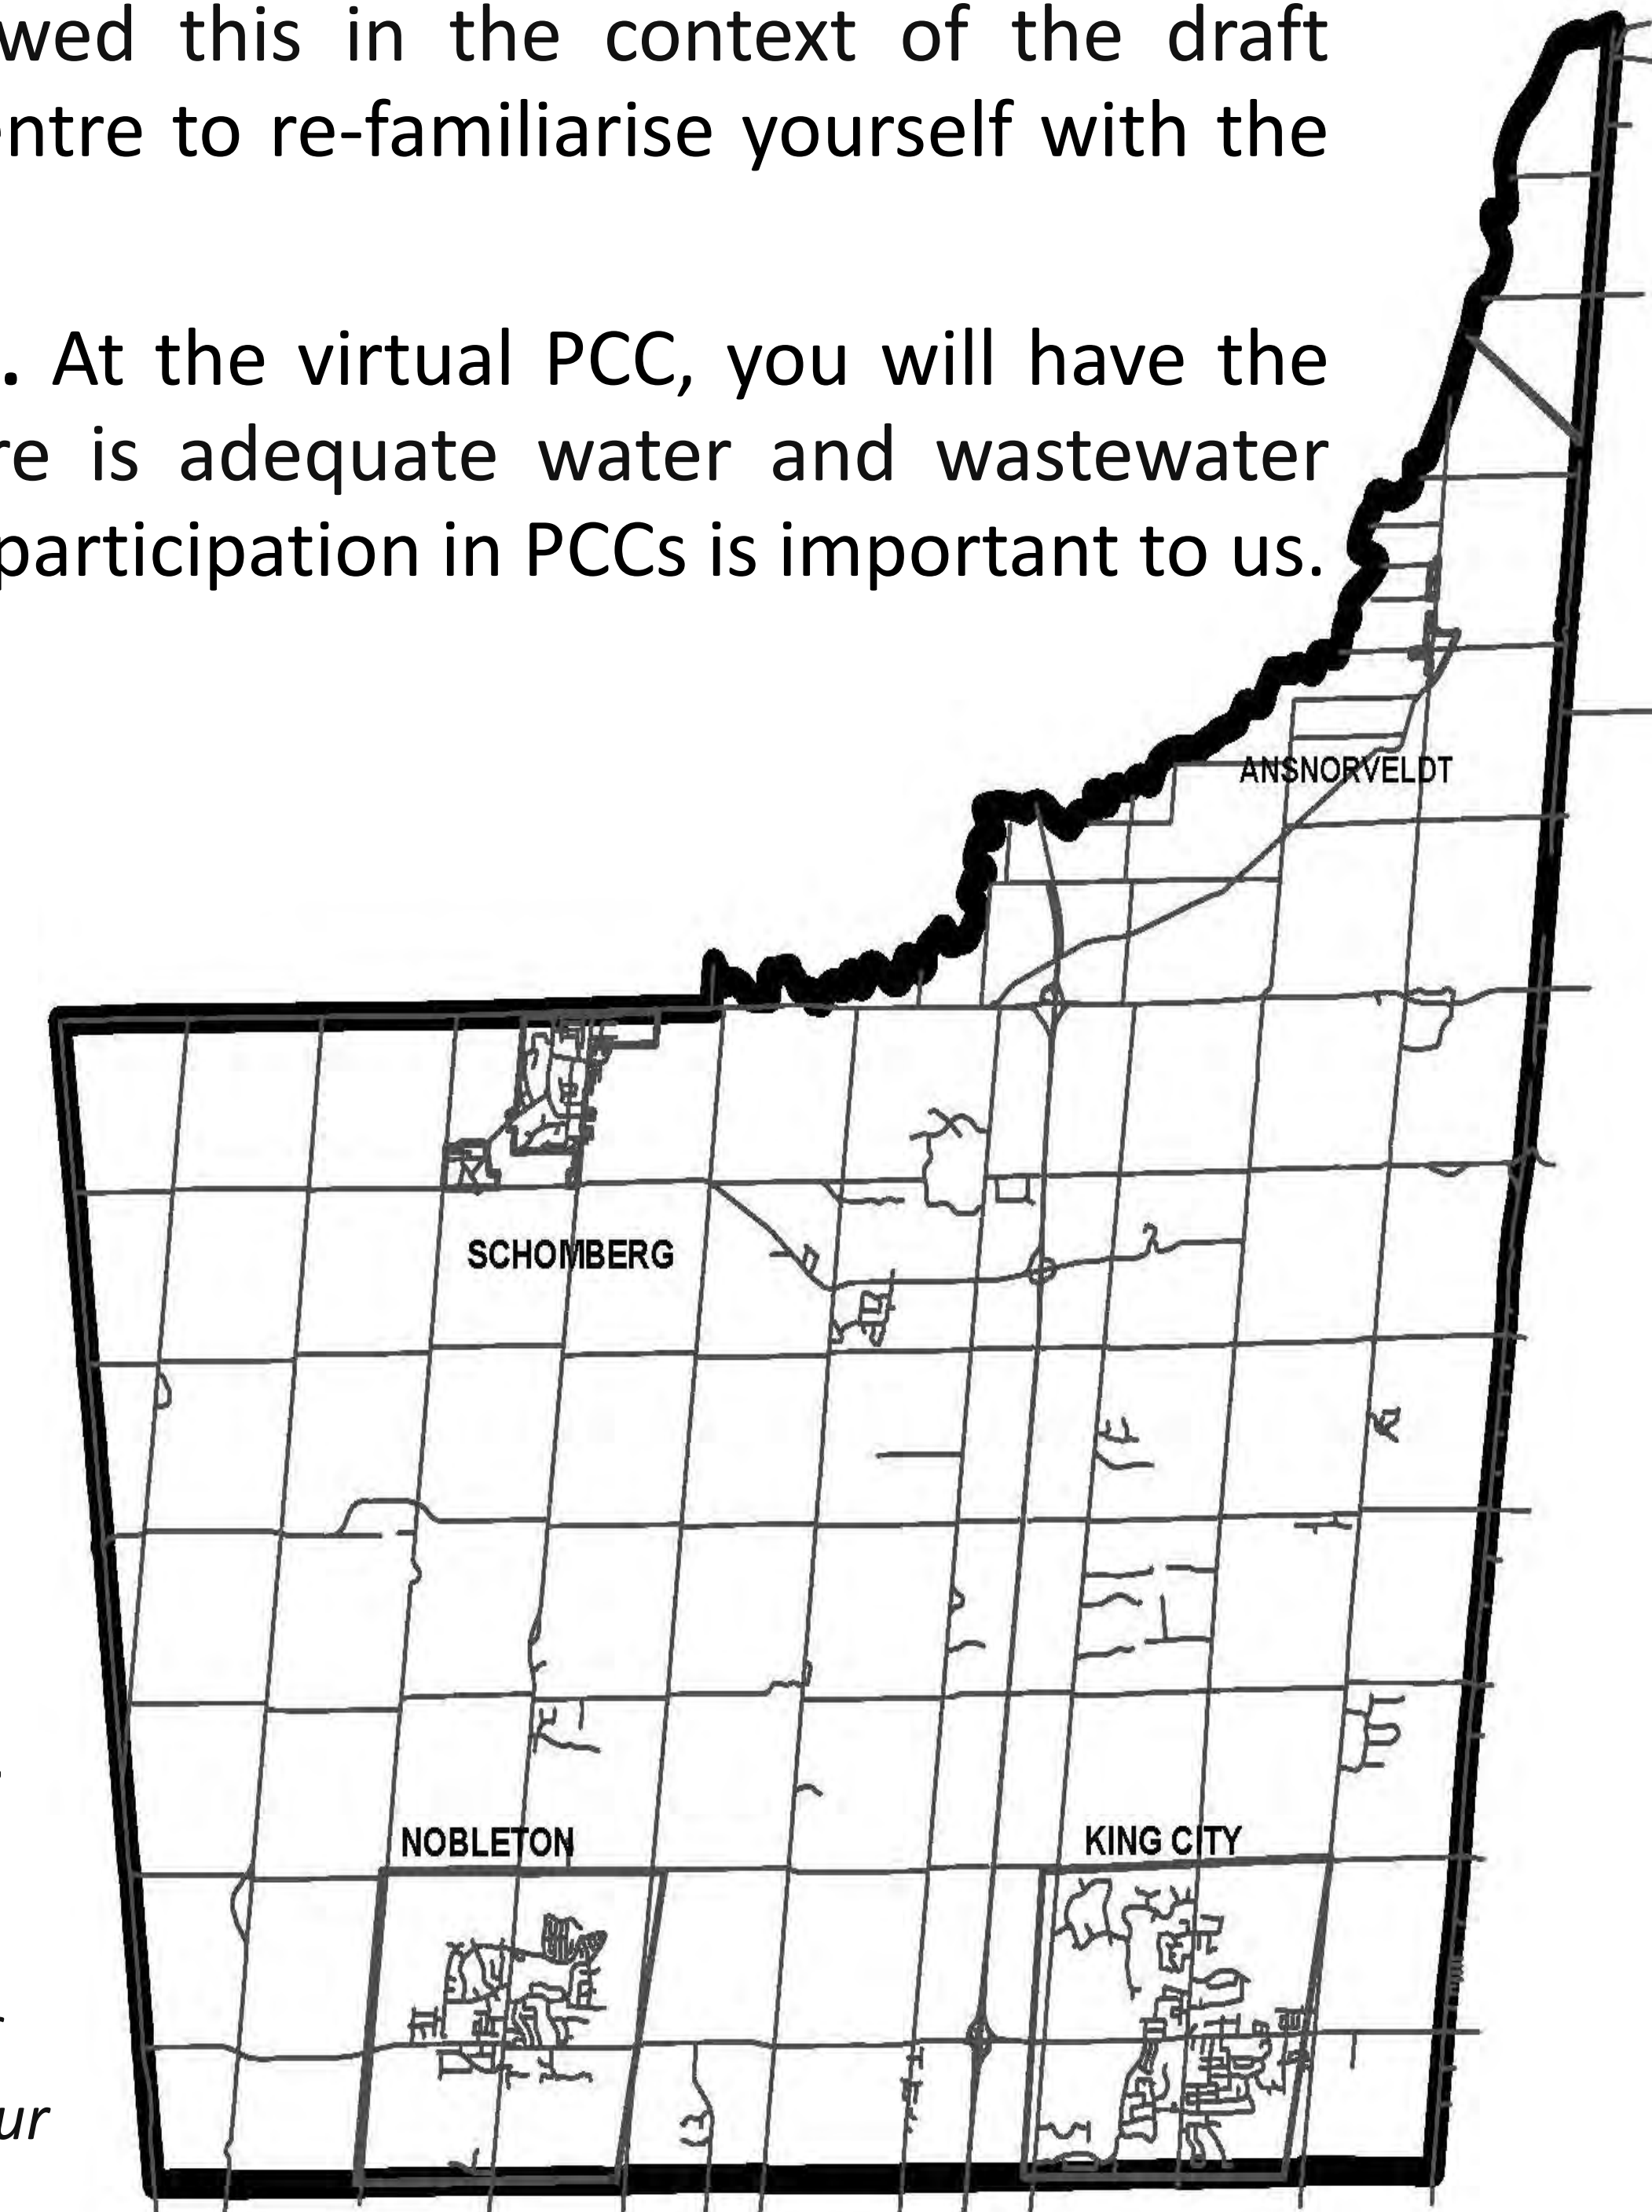 wed this in the context of the draft
entre to re-familiarise yourself with the
. At the virtual PCC, you will have the
re is adequate water and wastewater
participation in PCCs is important to us.
ANSNORVELDT
SCHOMBERG
NOBLETON
KING CITY
ur